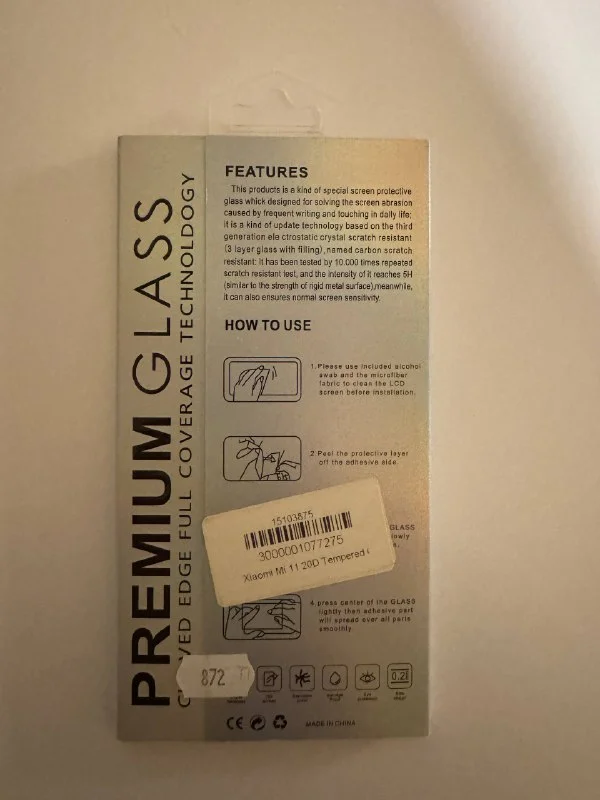 PREMIUM GLASS
VED EDGE FULL COVERAGE TECHNOLDOGY
FEATURES
This products is a kind of special screen protective
glass whick designed for solving the screen abrasion
caused by frequent writing and touching in daily life;
it is a kind of update technology based on the third
generation ele ctrostatic crystal scratch resistant
(3 layer glass with filling),named carbon scratch
resistant: It has been tested by 10.000 times repeated
scratch resistant test, and the intensity of it reaches 6H
(similar to the strength of rigid metal surface),meanwhile,
it can also ensures normal screen sensitivity.
HOW TO USE
1.Please use included alcohol
swab and the microfiber
fabric to clean the LCD
screen before installation.
2.Peel the protective layer
off the adhesive side.
15103875
3000001077275
Xiaomi Mi 11 20D Tempered
GLASS
4.press center of the GLASS
lightly then adhesive part
will spread over all parts
smoothly.
872
0.2
CE
MADE IN CHINA